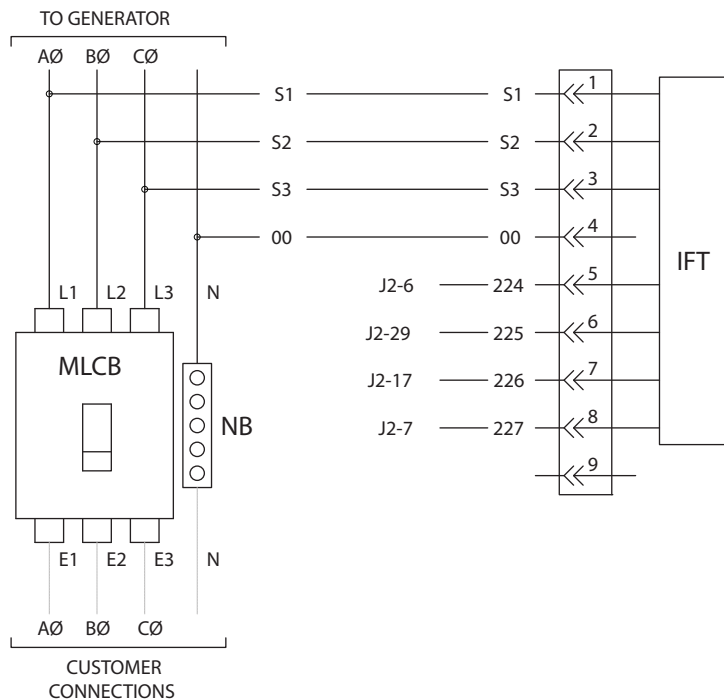 TO GENERATOR
AØ BØ CØ
S1 S1 1
S2 S2 2
S3 S3 3
00 00 4
IFT
L1 L2 L3 N
J2-6 224 5
J2-29 225 6
MLCB
J2-17 226 7
NB
J2-7 227 8
9
E1 E2 E3 N
AØ BØ CØ
CUSTOMER
CONNECTIONS